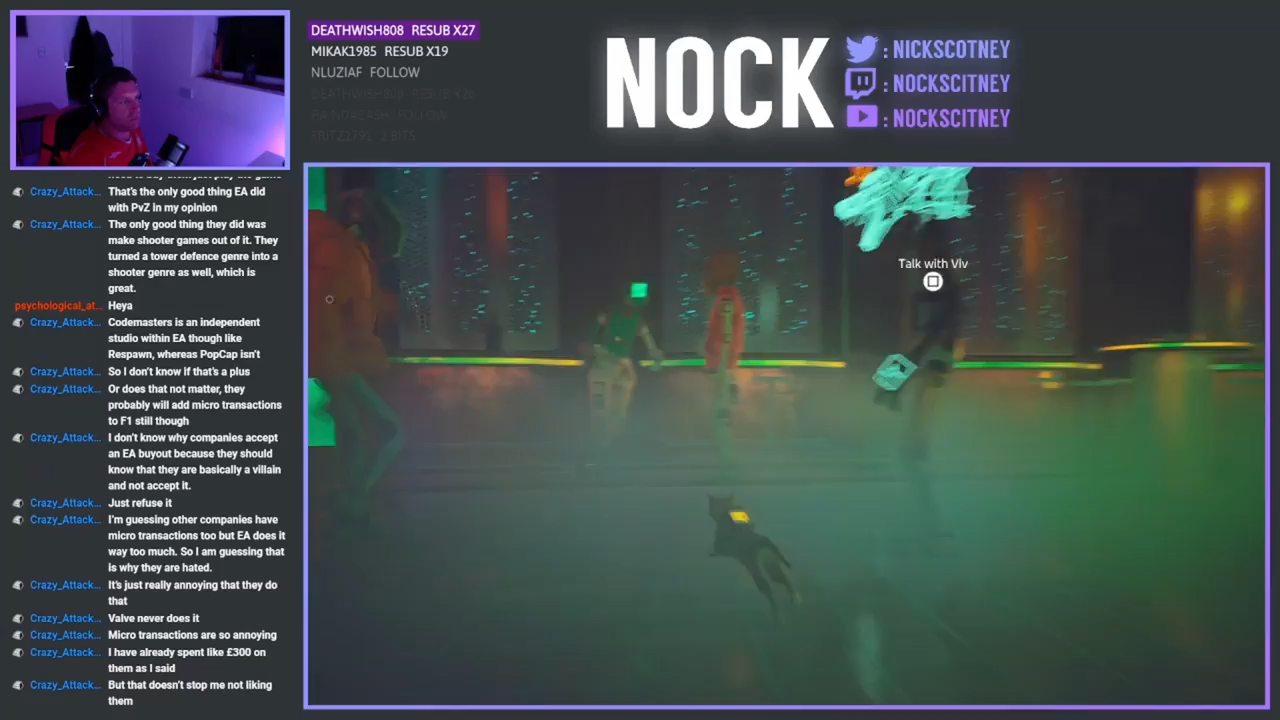 DEATHWISH808 RESUB X27
MIKAK1985 RESUB X19
NLUZIAF FOLLOW
DEATHWISH808 RESUB X26
FRITZ1791 2 BITS
NOCK
: NICKSCOTNEY
: NOCKSCITNEY
: NOCKSCITNEY
Crazy_Attack... That's the only good thing EA did
with PvZ in my opinion
Crazy_Attack... The only good thing they did was
make shooter games out of it. They
turned a tower defence genre into a
shooter genre as well, which is
great.
psychological_at... Heya
Crazy_Attack... Codemasters is an independent
studio within EA though like
Respawn, whereas PopCap isn't
Crazy_Attack... So I don't know if that's a plus
Crazy_Attack... Or does that not matter, they
probably will add micro transactions
to F1 still though
Crazy_Attack... I don't know why companies accept
an EA buyout because they should
know that they are basically a villain
and not accept it.
Crazy_Attack... Just refuse it
Crazy_Attack... I'm guessing other companies have
micro transactions too but EA does it
way too much. So I am guessing that
is why they are hated.
Crazy_Attack... It's just really annoying that they do
that
Crazy_Attack... Valve never does it
Crazy_Attack... Micro transactions are so annoying
Crazy_Attack... I have already spent like £300 on
them as I said
Crazy_Attack... But that doesn't stop me not liking
them
Talk with Viv